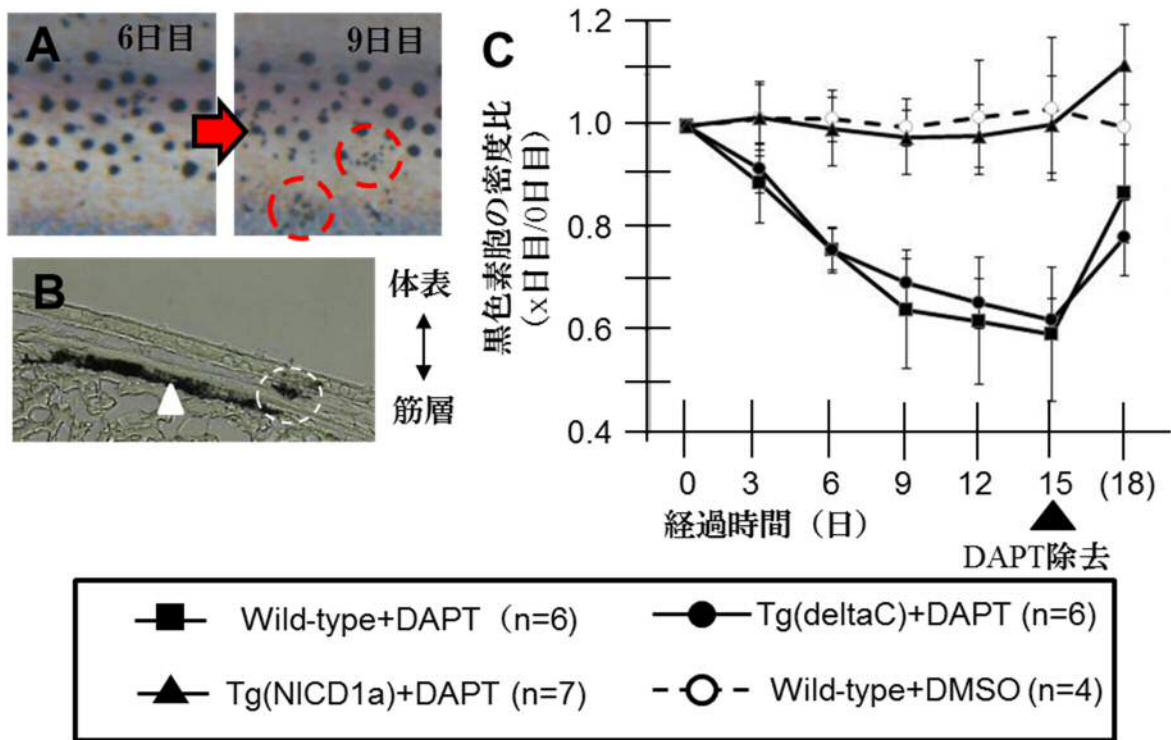 A
6日目
9日目
B
体表
筋層
C
黒色素胞の密度比
(x日目/0日目)
1.2
1.0
0.8
0.6
0.4
0
3
6
9
12
15
(18)
経過時間（日）
DAPT除去
Wild-type+DAPT（n=6)
Tg(deltaC)+DAPT (n=6)
Tg(NICD1a)+DAPT (n=7)
Wild-type+DMSO (n=4)